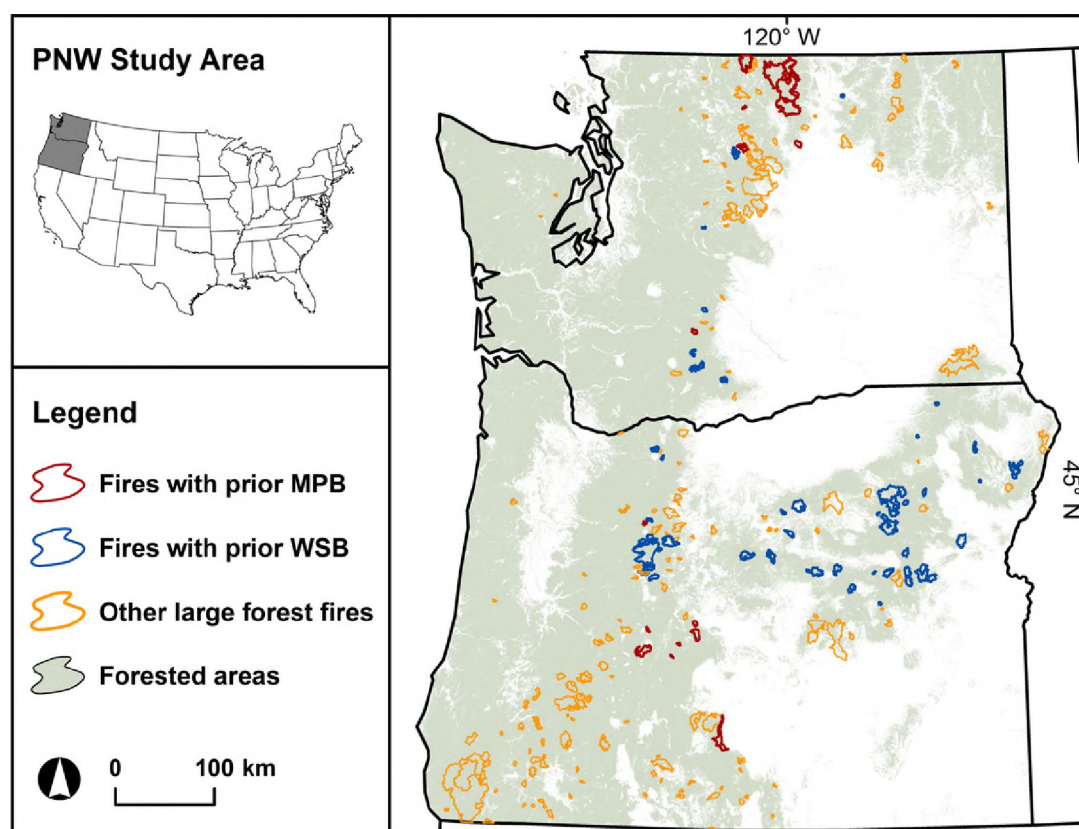 PNW Study Area
120° W
Legend
Fires with prior MPB
Fires with prior WSB
Other large forest fires
Forested areas
0 100 km
45° N